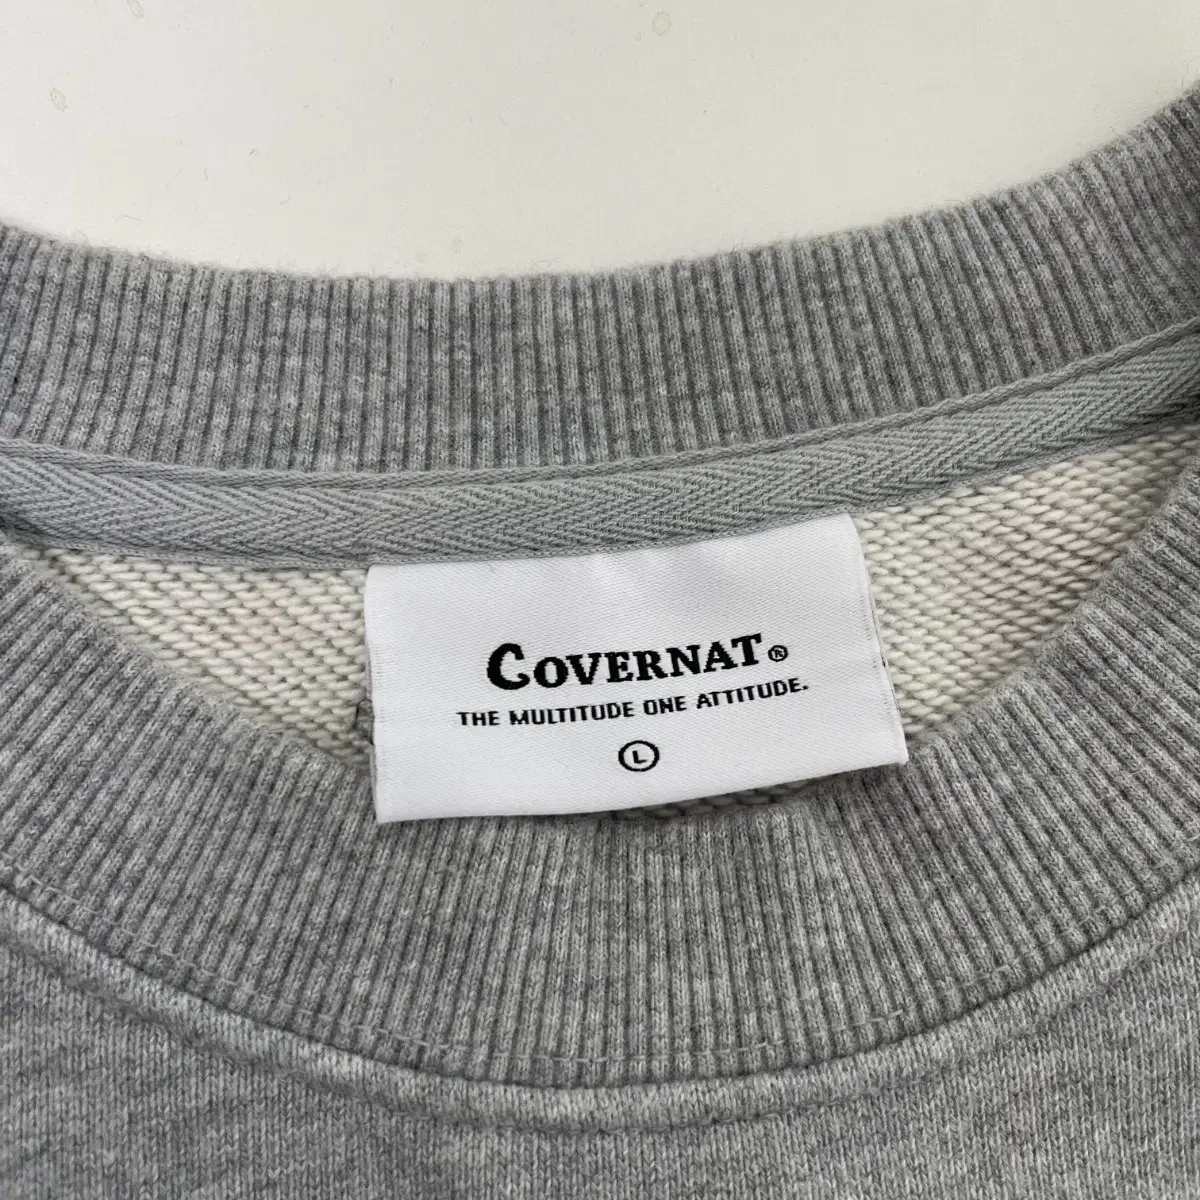 COVERNAT®
THE MULTITUDE ONE ATTITUDE.
L